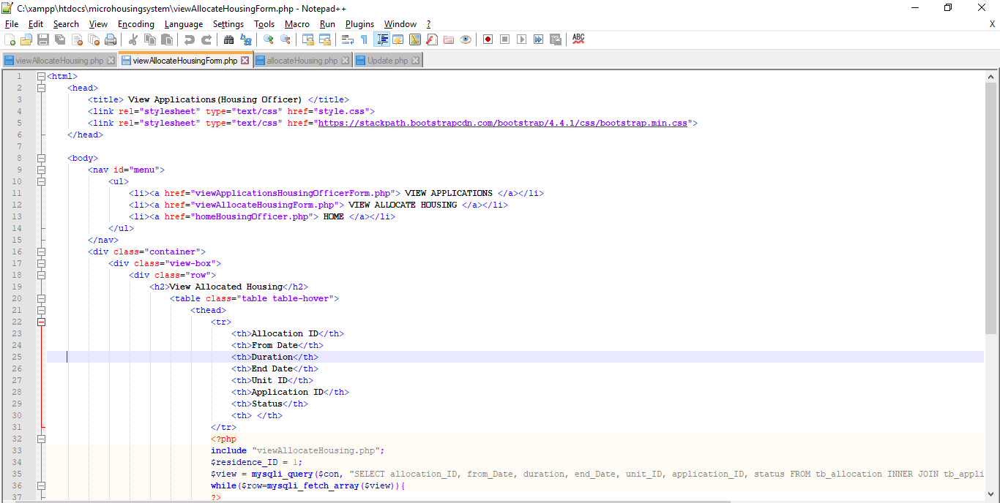 C:\xampp\htdocs\microhousingsystem\viewAllocateHousingForm.php - Notepad++
File Edit Search View Encoding Language Settings Tools Macro Run Plugins Window ? X
ABC
viewAllocateHousing.php viewAllocateHousingForm.php allocateHousing.php Update.php
1 <html>
2 <head>
3 <title> View Applications(Housing Officer) </title>
4 <link rel="stylesheet" type="text/css" href="style.css">
5 <link rel="stylesheet" type="text/css" href="https://stackpath.bootstrapcdn.com/bootstrap/4.4.1/css/bootstrap.min.css">
6 </head>
7
8 <body>
9 <nav id="menu">
10 <ul>
11 <li><a href="viewApplicationsHousingOfficerForm.php"> VIEW APPLICATIONS </a></li>
12 <li><a href="viewAllocateHousingForm.php"> VIEW ALLOCATE HOUSING </a></li>
13 <li><a href="homeHousingOfficer.php"> HOME </a></li>
14 </ul>
15 </nav>
16 <div class="container">
17 <div class="view-box">
18 <div class="row">
19 <h2>View Allocated Housing</h2>
20 <table class="table table-hover">
21 <thead>
22 <tr>
23 <th>Allocation ID</th>
24 <th>From Date</th>
25 <th>Duration</th>
26 <th>End Date</th>
27 <th>Unit ID</th>
28 <th>Application ID</th>
29 <th>Status</th>
30 <th> </th>
31 </tr>
32 <?php
33 include "viewAllocateHousing.php";
34 $residence_ID = 1;
35 $view = mysqli_query($con, "SELECT allocation_ID, from_Date, duration, end_Date, unit_ID, application_ID, status FROM tb_allocation INNER JOIN tb_appli
36 while($row=mysqli_fetch_array($view)){
37 ?>